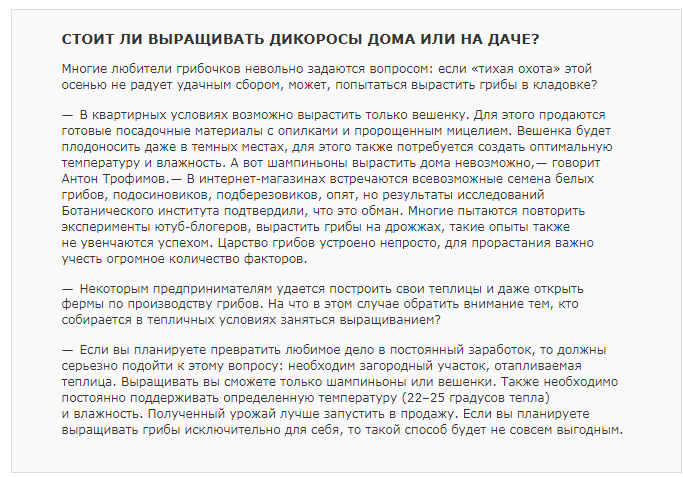 СТОИТ ЛИ ВЫРАЩИВАТЬ ДИКОРОСЫ ДОМА ИЛИ НА ДАЧЕ?
Многие любители грибочков невольно задаются вопросом: если «тихая охота» этой
осенью не радует удачным сбором, может, попытаться вырастить грибы в кладовке?
— В квартирных условиях возможно вырастить только вешенку. Для этого продаются
готовые посадочные материалы с опилками и пророщенным мицелием. Вешенка будет
плодоносить даже в темных местах, для этого также потребуется создать оптимальную
температуру и влажность. А вот шампиньоны вырастить дома невозможно,— говорит
Антон Трофимов.— В интернет-магазинах встречаются всевозможные семена белых
грибов, подосиновиков, подберезовиков, опят, но результаты исследований
Ботанического института подтвердили, что это обман. Многие пытаются повторить
эксперименты ютуб-блогеров, вырастить грибы на дрожжах, такие опыты также
не увенчаются успехом. Царство грибов устроено непросто, для прорастания важно
учесть огромное количество факторов.
— Некоторым предпринимателям удается построить свои теплицы и даже открыть
фермы по производству грибов. На что в этом случае обратить внимание тем, кто
собирается в тепличных условиях заняться выращиванием?
— Если вы планируете превратить любимое дело в постоянный заработок, то должны
серьезно подойти к этому вопросу: необходим загородный участок, отапливаемая
теплица. Выращивать вы сможете только шампиньоны или вешенки. Также необходимо
постоянно поддерживать определенную температуру (22–25 градусов тепла)
и влажность. Полученный урожай лучше запустить в продажу. Если вы планируете
выращивать грибы исключительно для себя, то такой способ будет не совсем выгодным.